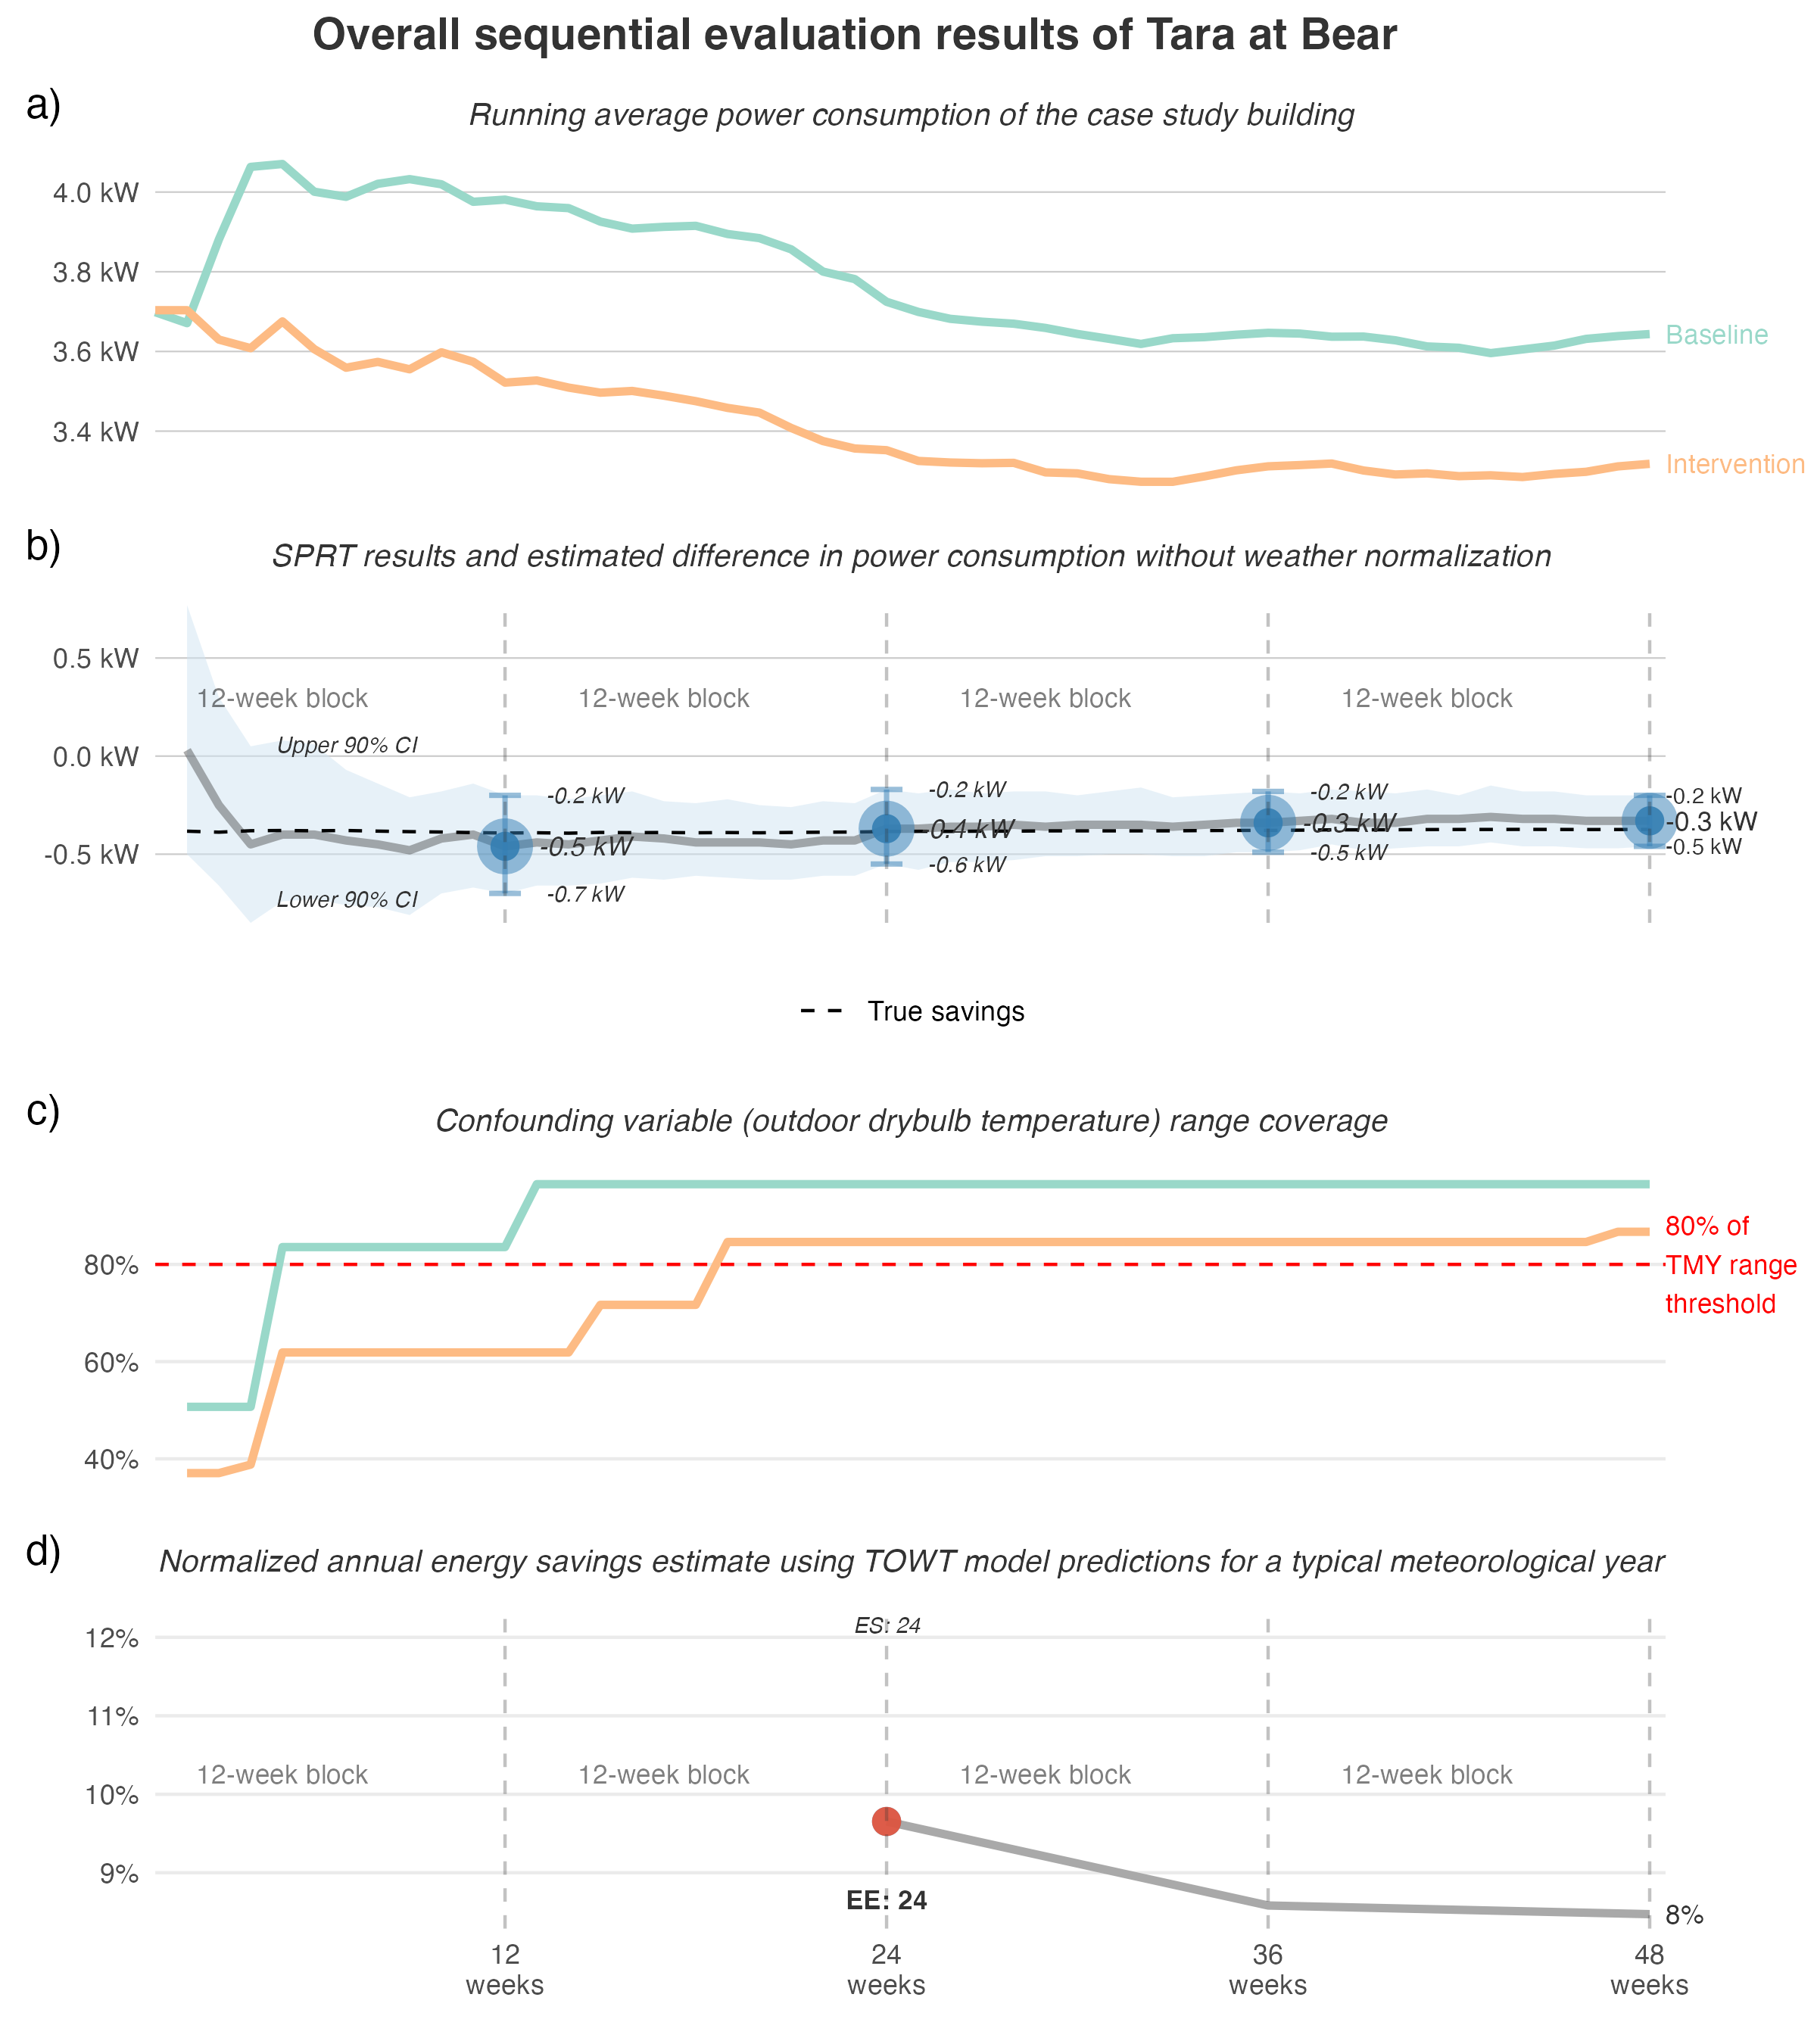 Overall sequential evaluation results of Tara at Bear
a)
Running average power consumption of the case study building
4.0 kW
3.8 kW
3.6 kW
3.4 kW
Baseline
Intervention
b)
SPRT results and estimated difference in power consumption without weather normalization
0.5 kW
0.0 kW
-0.5 kW
12-week block
12-week block
12-week block
12-week block
Upper 90% CI
Lower 90% CI
-0.2 kW
-0.5 kW
-0.7 kW
-0.2 kW
-0.4 kW
-0.6 kW
-0.2 kW
-0.3 kW
-0.5 kW
-0.2 kW
-0.3 kW
-0.5 kW
True savings
c)
Confounding variable (outdoor drybulb temperature) range coverage
80%
60%
40%
80% of
TMY range
threshold
d)
Normalized annual energy savings estimate using TOWT model predictions for a typical meteorological year
12%
11%
10%
9%
ES: 24
12-week block
12-week block
12-week block
12-week block
EE: 24
8%
12
weeks
24
weeks
36
weeks
48
weeks